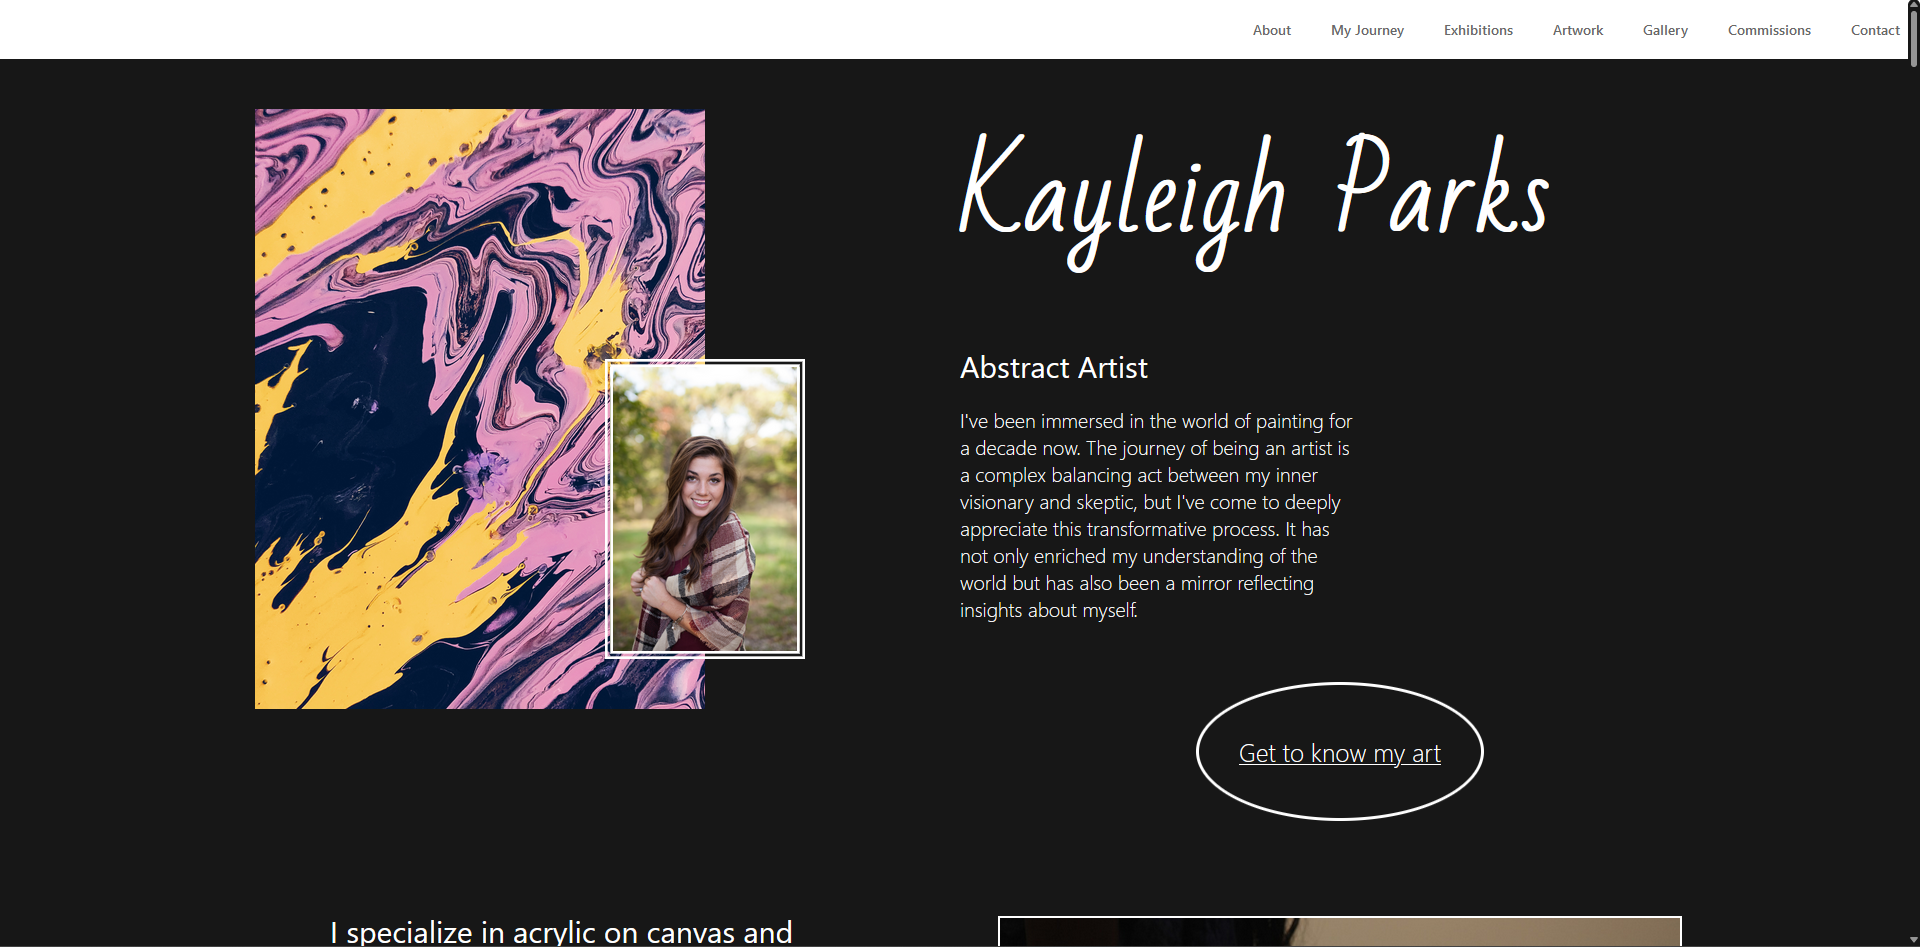 About My Journey Exhibitions Artwork Gallery Commissions Contact
Kayleigh Parks
Abstract Artist
I've been immersed in the world of painting for
a decade now. The journey of being an artist is
a complex balancing act between my inner
visionary and skeptic, but I've come to deeply
appreciate this transformative process. It has
not only enriched my understanding of the
world but has also been a mirror reflecting
insights about myself.
Get to know my art
I specialize in acrylic on canvas and